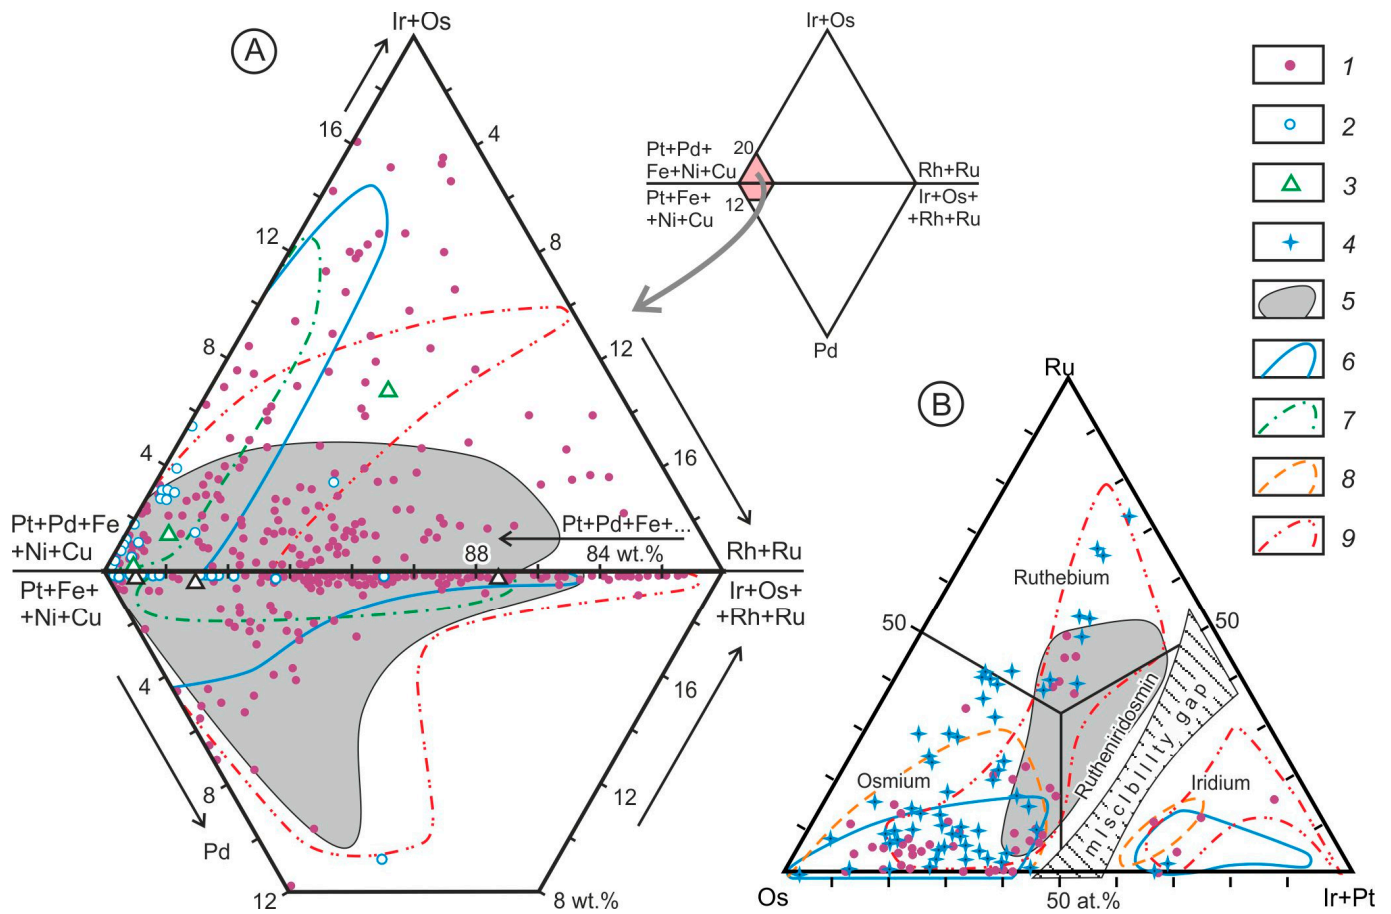 A
Ir+Os
16
4
12
8
8
12
4
16
Pt+Pd+Fe
+Ni+Cu
Pt+Pd+Fe+...
88
84 wt.%
Rh+Ru
Pt+Fe+
+Ni+Cu
Ir+Os+
+Rh+Ru
4
16
8
12
Pd
12
8 wt.%
Ir+Os
Pt+Pd+
Fe+Ni+Cu
20
Rh+Ru
Pt+Fe+
+Ni+Cu
12
Ir+Os+
+Rh+Ru
Pd
B
Ru
Ruthebium
50
50
Rutheniridosmin
mIscIbIlIty gap
Osmium
Iridium
Os
50 at.%
Ir+Pt
1
2
3
4
5
6
7
8
9